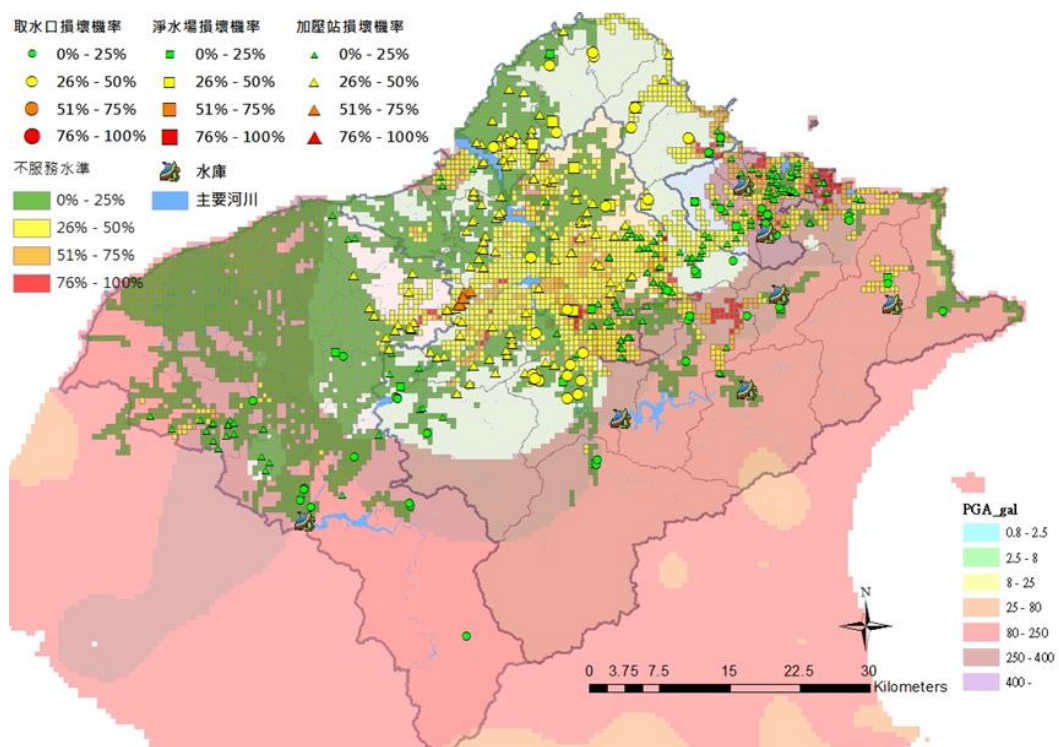 取水口損壞機率
0% - 25%
26% - 50%
51% - 75%
76% - 100%
淨水場損壞機率
0% - 25%
26% - 50%
51% - 75%
76% - 100%
加壓站損壞機率
0% - 25%
26% - 50%
51% - 75%
76% - 100%
不服務水準
0% - 25%
26% - 50%
51% - 75%
76% - 100%
水庫
主要河川
PGA_gal
0.8 - 2.5
2.5 - 8
8 - 25
25 - 80
80 - 250
250 - 400
400 -
N
0 3.75 7.5 15 22.5 30
Kilometers